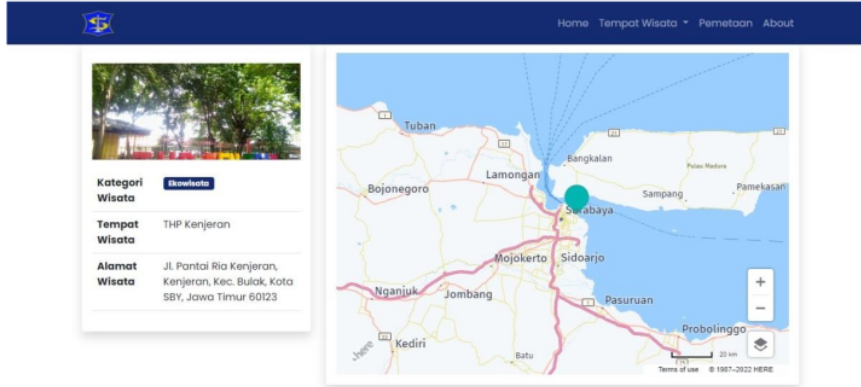 Home Tempat Wisata Pemetaan About
Kategori Wisata
Ekowisata
Tempat Wisata
THP Kenjeran
Alamat Wisata
Jl. Pantai Ria Kenjeran,
Kenjeran, Kec. Bulak, Kota
SBY, Jawa Timur 60123
Tuban
Bangkalan
Pulau Madura
Lamongan
Bojonegoro
Sampang
Pamekasan
Surabaya
Mojokerto
Sidoarjo
Nganjuk
Jombang
Pasuruan
Probolinggo
Kediri
Batu
here
20 km
Terms of use © 1987–2022 HERE